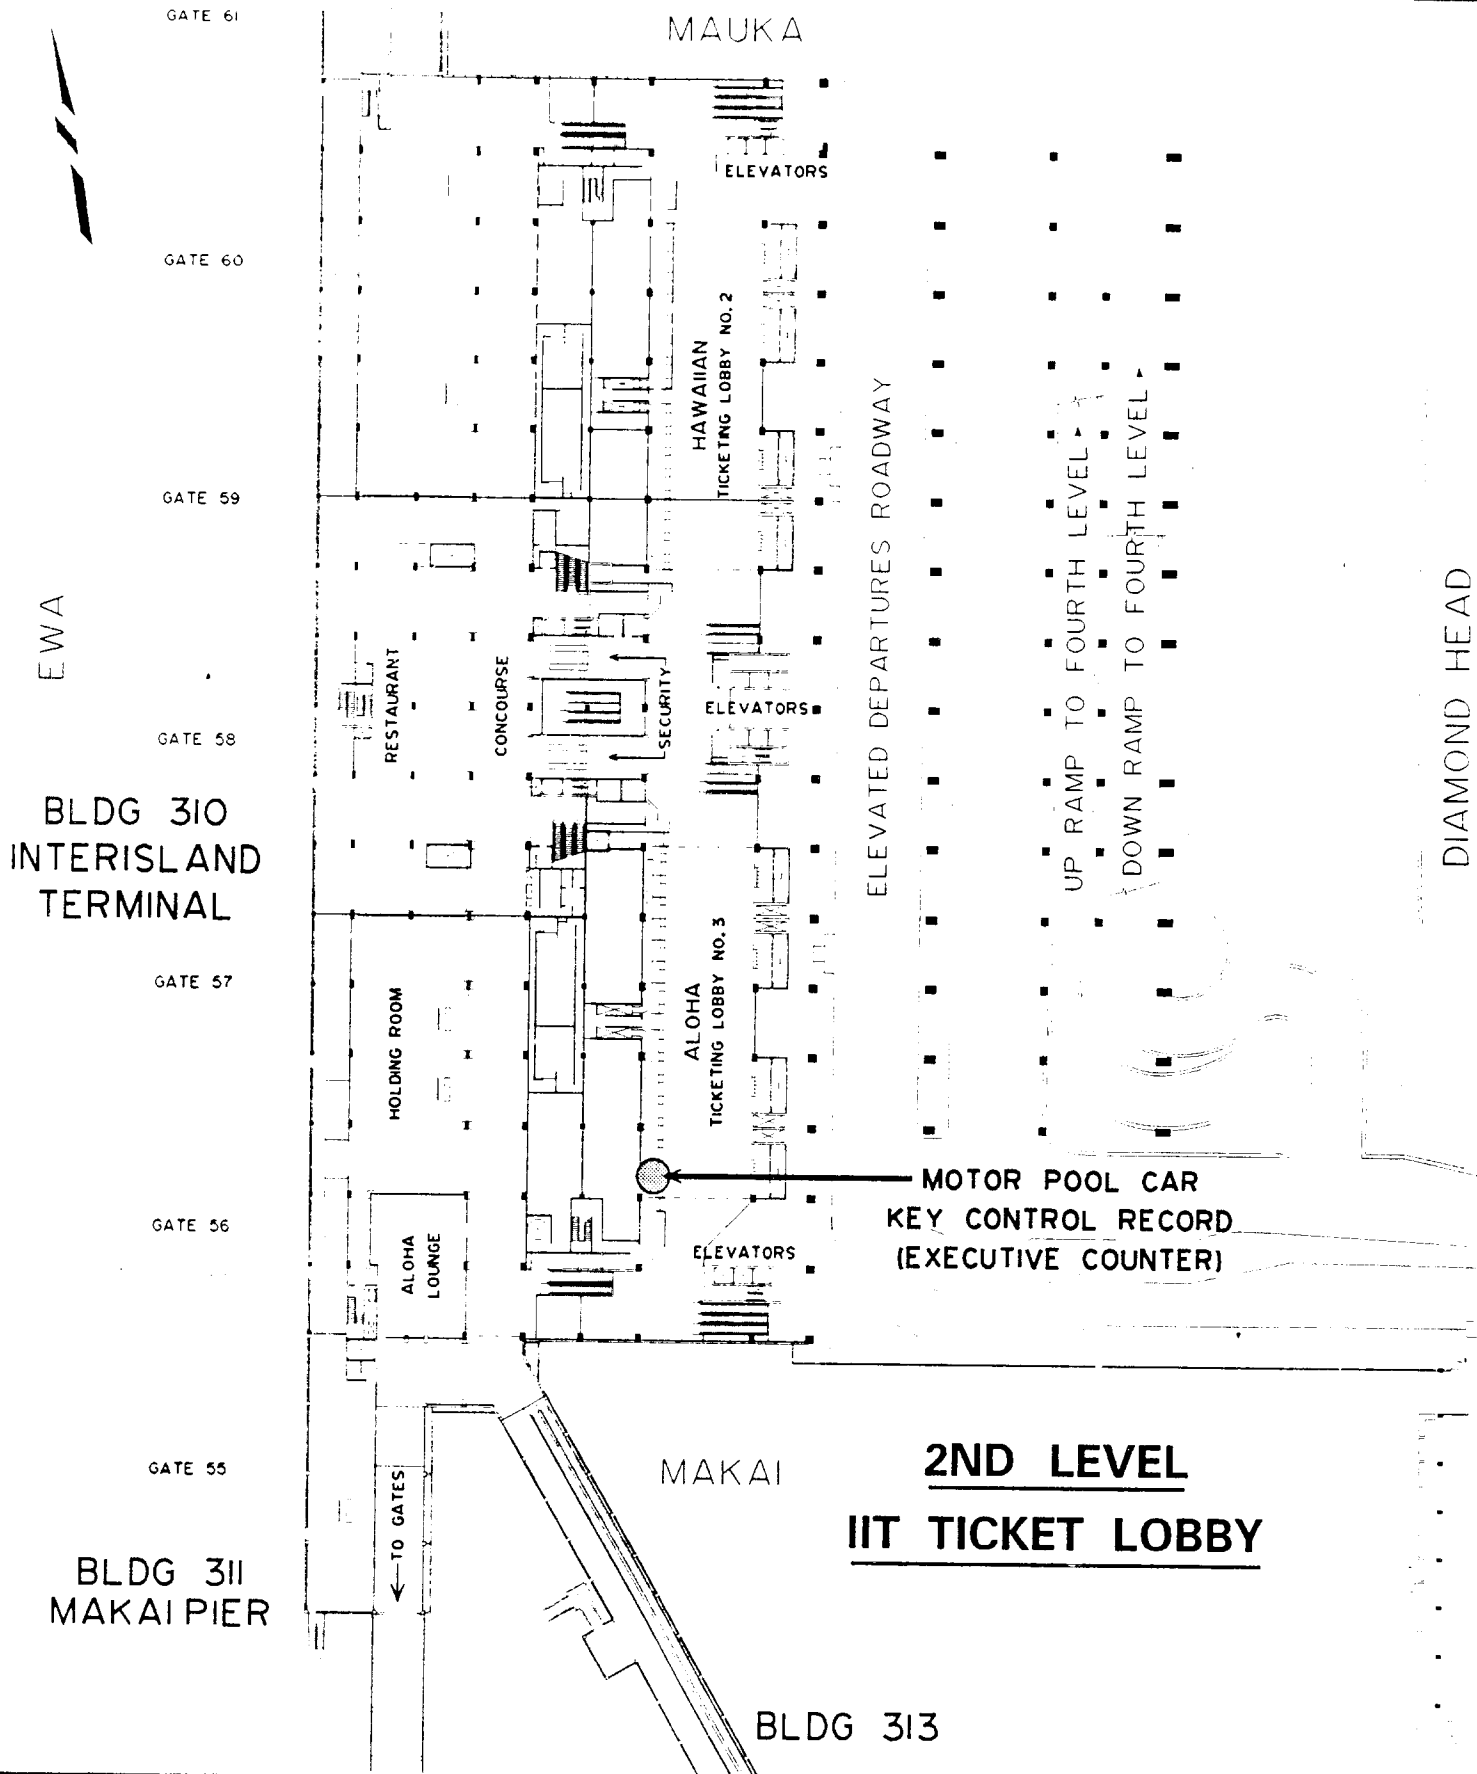 GATE 61
MAUKA
ELEVATORS
GATE 60
HAWAIIAN
TICKETING LOBBY NO. 2
ELEVATED DEPARTURES ROADWAY
UP RAMP TO FOURTH LEVEL
DOWN RAMP TO FOURTH LEVEL
GATE 59
EWA
DIAMOND HEAD
RESTAURANT
CONCOURSE
SECURITY
ELEVATORS
GATE 58
BLDG 310
INTERISLAND
TERMINAL
GATE 57
HOLDING ROOM
ALOHA
TICKETING LOBBY NO. 3
MOTOR POOL CAR
KEY CONTROL RECORD
(EXECUTIVE COUNTER)
GATE 56
ALOHA
LOUNGE
ELEVATORS
GATE 55
MAKAI
2ND LEVEL
IIT TICKET LOBBY
TO GATES
BLDG 311
MAKAI PIER
BLDG 313